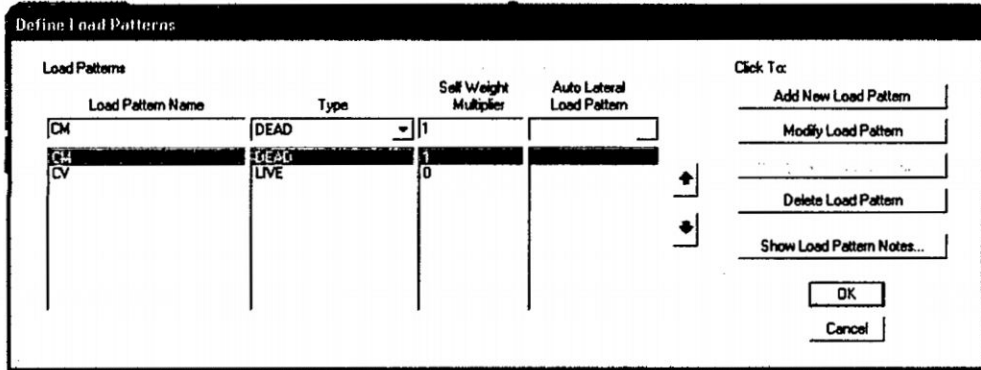 Define Load Patterns
Load Patterns
Click To:
Load Pattern Name Type Self Weight Multiplier Auto Lateral Load Pattern
CM DEAD 1
CM DEAD 1
CV LIVE 0
Add New Load Pattern
Modify Load Pattern
Delete Load Pattern
Show Load Pattern Notes...
OK
Cancel